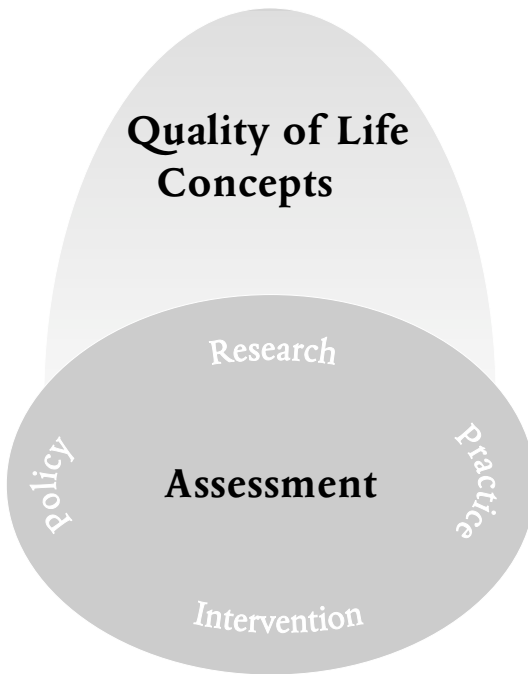 Quality of Life
Concepts
Research
Policy
Practice
Assessment
Intervention